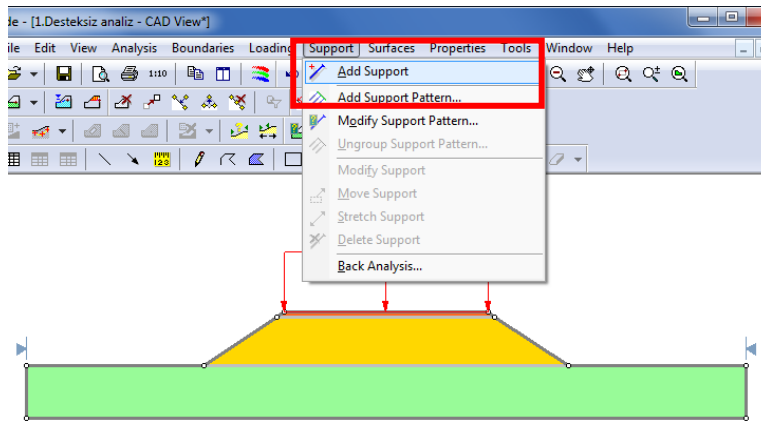 de - [1.Desteksiz analiz - CAD View*]
ile Edit View Analysis Boundaries Loading Support Surfaces Properties Tools Window Help
1:10
Add Support
Add Support Pattern...
Modify Support Pattern...
Ungroup Support Pattern...
Modify Support
Move Support
Stretch Support
Delete Support
Back Analysis...